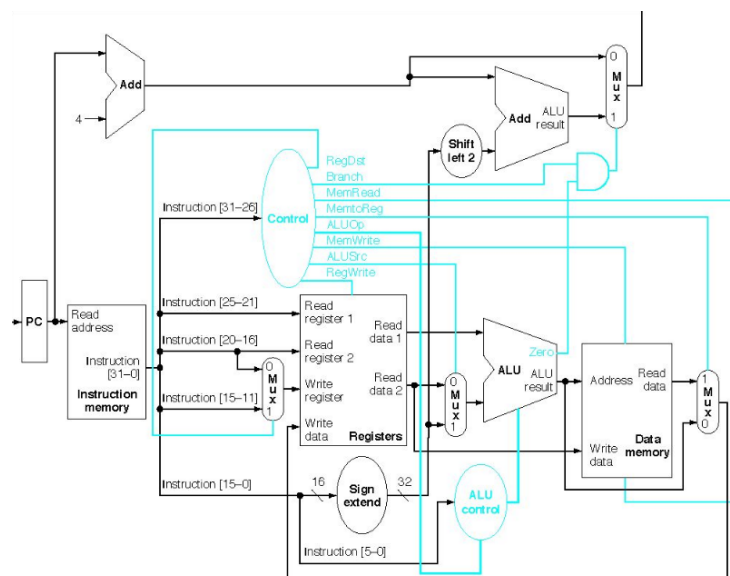 0
M
u
x
1
Add
4
ALU
Add result
Shift
left 2
RegDst
Branch
MemRead
MemtoReg
ALUOp
MemWrite
ALUSrc
RegWrite
Control
Instruction [31–26]
Instruction [25–21]
Instruction [20–16]
Instruction [15–11]
Instruction [15–0]
Instruction [5–0]
PC
Read
address
Instruction
[31–0]
Instruction
memory
0
M
u
x
1
Read
register 1
Read
register 2
Write
register
Write
data
Read
data 1
Read
data 2
Registers
16
Sign
extend
32
0
M
u
x
1
Zero
ALU
ALU
result
ALU
control
Address
Read
data
Write
data
Data
memory
1
M
u
x
0